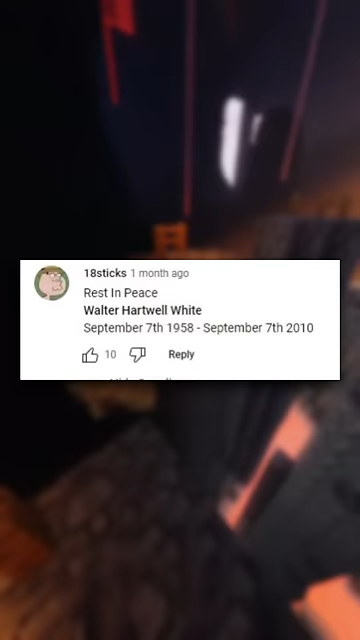 18sticks 1 month ago
Rest In Peace
Walter Hartwell White
September 7th 1958 - September 7th 2010
10 Reply